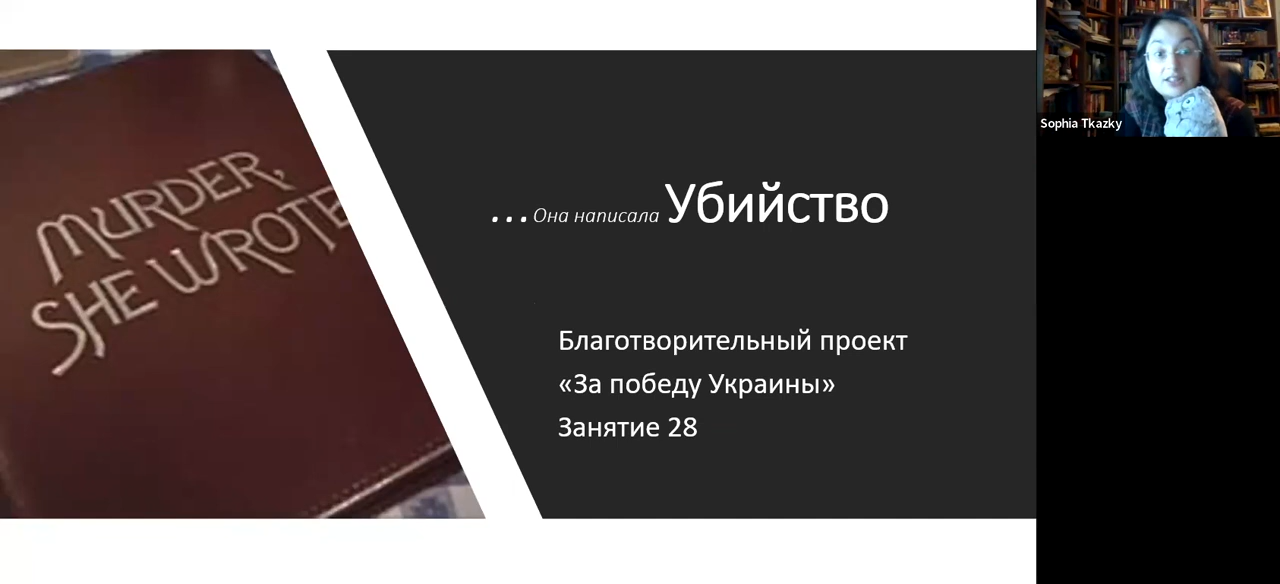 MURDER,
SHE WROTE
...Она написала Убийство
Благотворительный проект
«За победу Украины»
Занятие 28
Sophia Tkazky